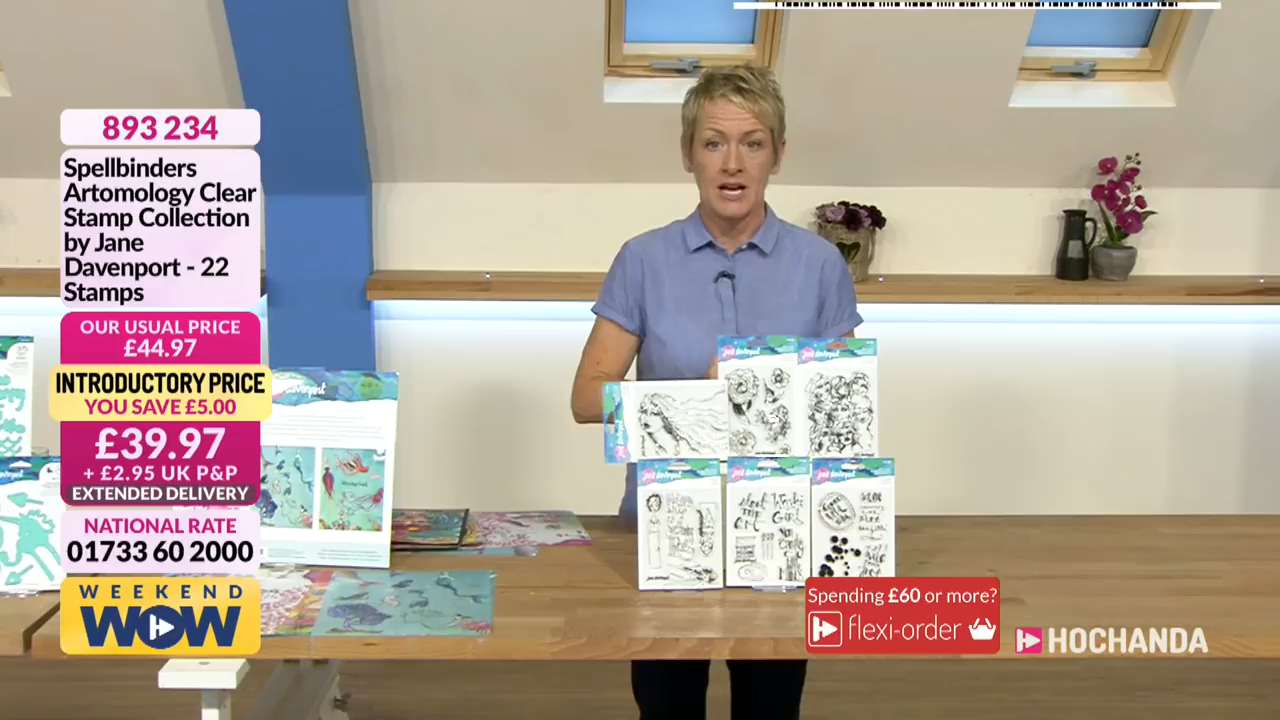 893 234
Spellbinders
Artomology Clear
Stamp Collection
by Jane
Davenport - 22
Stamps
OUR USUAL PRICE
£44.97
INTRODUCTORY PRICE
YOU SAVE £5.00
£39.97
+ £2.95 UK P&P
EXTENDED DELIVERY
NATIONAL RATE
01733 60 2000
WEEKEND
WOW
Spending £60 or more?
flexi-order
HOCHANDA